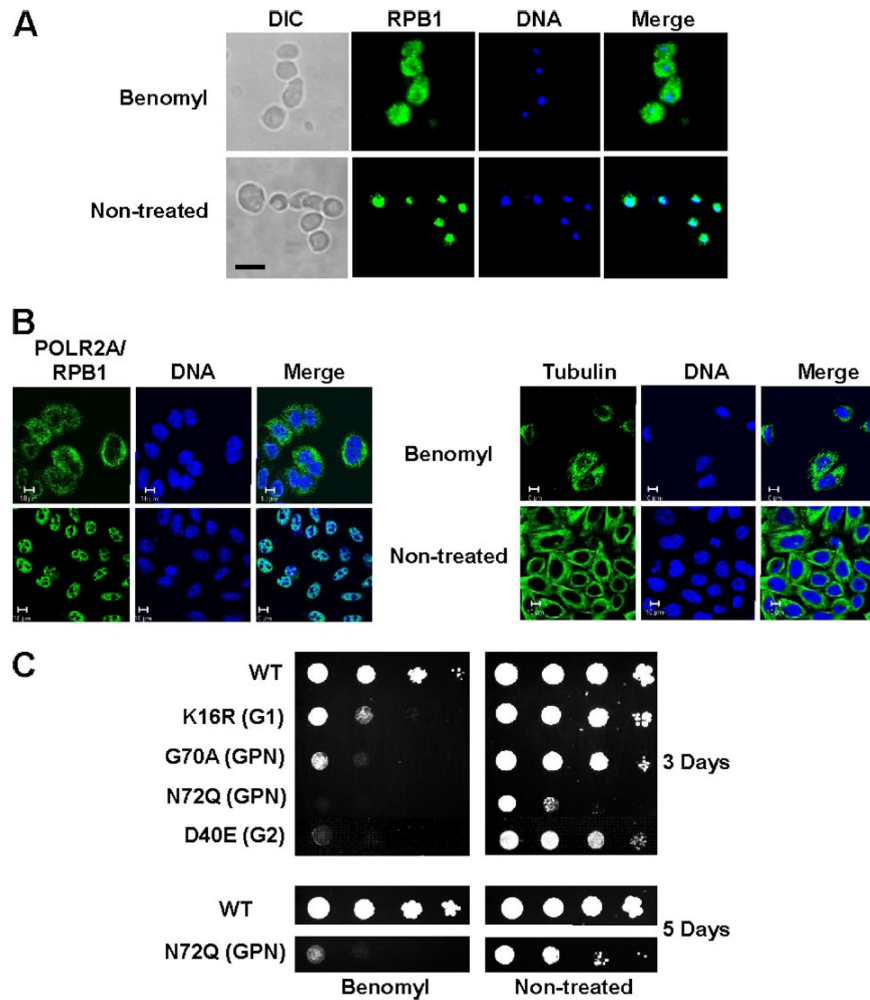 A
DIC RPB1 DNA Merge
Benomyl
Non-treated
B
POLR2A/
RPB1 DNA Merge
Tubulin DNA Merge
Benomyl
Non-treated
C
WT
K16R (G1)
G70A (GPN)
N72Q (GPN)
D40E (G2)
3 Days
WT
N72Q (GPN)
5 Days
Benomyl Non-treated